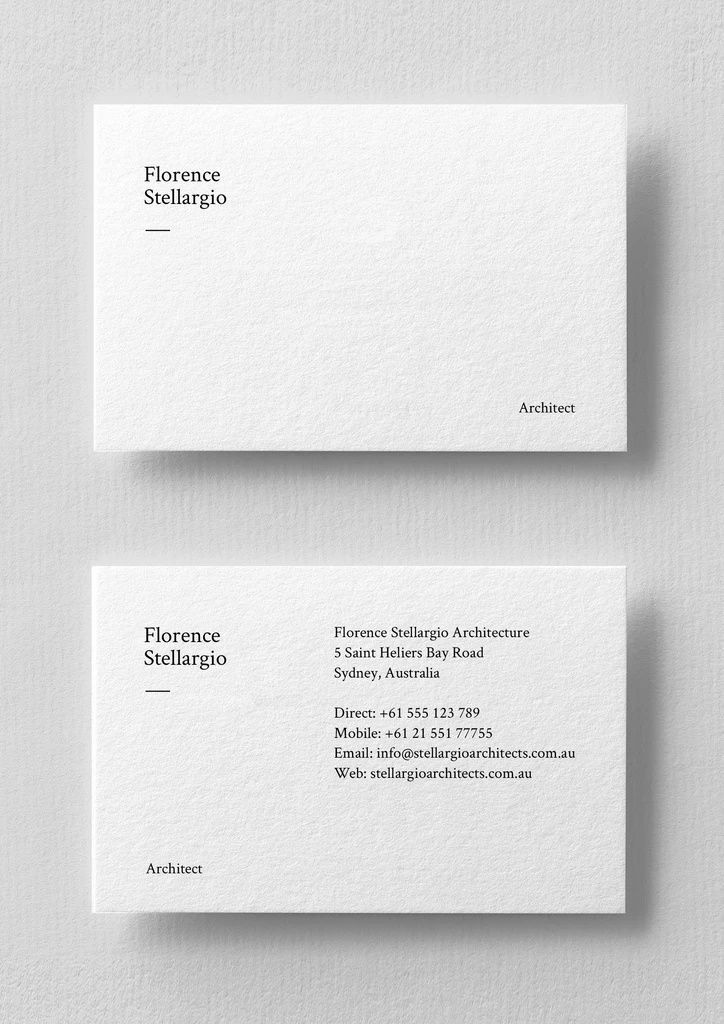 Florence
Stellargio
Architect
Florence
Stellargio
Florence Stellargio Architecture
5 Saint Heliers Bay Road
Sydney, Australia
Direct: +61 555 123 789
Mobile: +61 21 551 77755
Email: info@stellargioarchitects.com.au
Web: stellargioarchitects.com.au
Architect